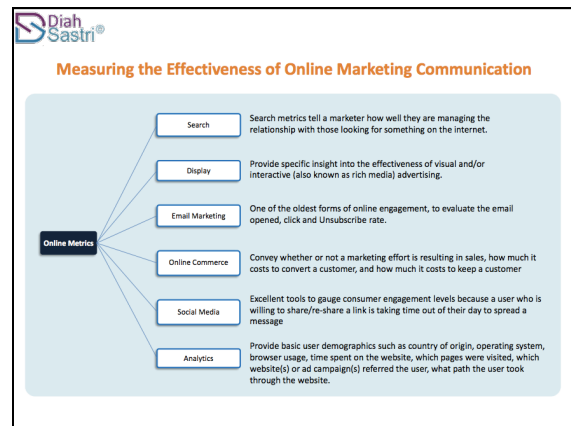 Diah
Sastri®
Measuring the Effectiveness of Online Marketing Communication
Online Metrics
Search
Search metrics tell a marketer how well they are managing the
relationship with those looking for something on the internet.
Display
Provide specific insight into the effectiveness of visual and/or
interactive (also known as rich media) advertising.
Email Marketing
One of the oldest forms of online engagement, to evaluate the email
opened, click and Unsubscribe rate.
Online Commerce
Convey whether or not a marketing effort is resulting in sales, how much it
costs to convert a customer, and how much it costs to keep a customer
Social Media
Excellent tools to gauge consumer engagement levels because a user who is
willing to share/re-share a link is taking time out of their day to spread a
message
Analytics
Provide basic user demographics such as country of origin, operating system,
browser usage, time spent on the website, which pages were visited, which
website(s) or ad campaign(s) referred the user, what path the user took
through the website.